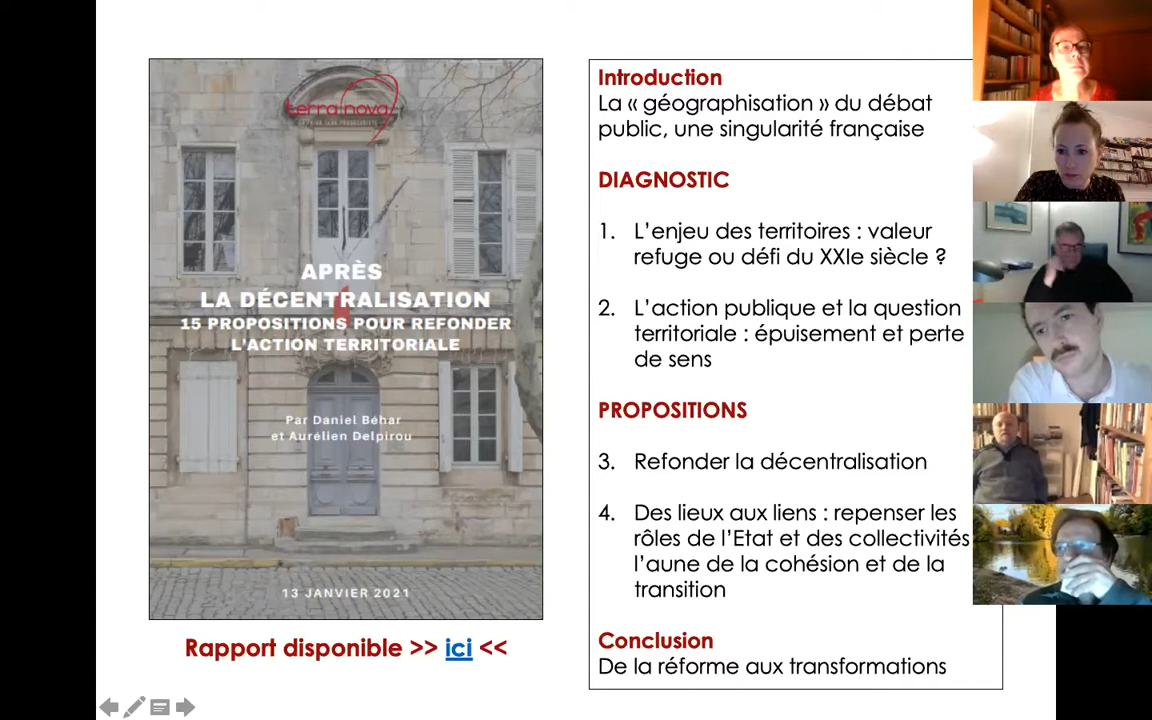 terra nova
APRÈS
LA DÉCENTRALISATION
15 PROPOSITIONS POUR REFONDER
L'ACTION TERRITORIALE
Par Daniel Béhar
et Aurélien Delpirou
13 JANVIER 2021
Rapport disponible >> ici <<
Introduction
La « géographisation » du débat
public, une singularité française
DIAGNOSTIC
1. L'enjeu des territoires : valeur
refuge ou défi du XXIe siècle ?
2. L'action publique et la question
territoriale : épuisement et perte
de sens
PROPOSITIONS
3. Refonder la décentralisation
4. Des lieux aux liens : repenser les
rôles de l'Etat et des collectivités
l'aune de la cohésion et de la
transition
Conclusion
De la réforme aux transformations